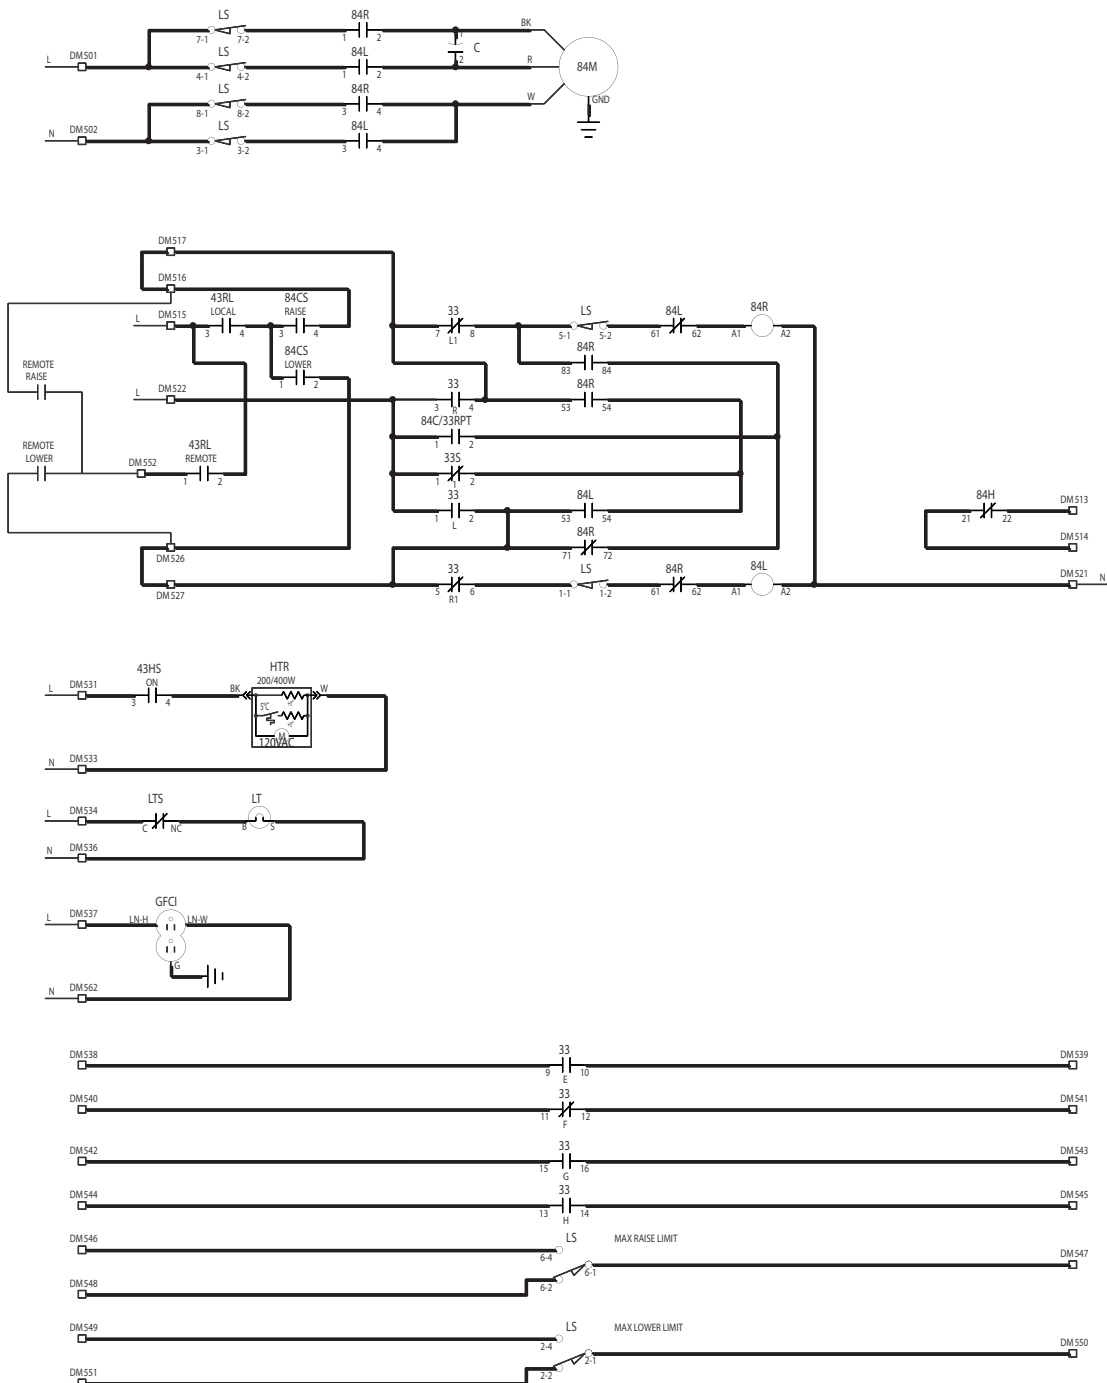 LS 84R BK
7-1 7-2 1 2 1
C
L DM501 LS 84L 2 R 84M
4-1 4-2 1 2
LS 84R W GND
8-1 8-2 3 4
N DM502 LS 84L
3-1 3-2 3 4
DM517
DM516
43RL 84CS 33 LS 84L 84R
LOCAL RAISE
L DM515 3 4 3 4 7 8 5-1 5-2 61 62 A1 A2
L1
84CS 84R
REMOTE LOWER 83 84
RAISE 1 2
L DM522 33 84R
3 4 53 54
R
84C/33RPT
1 2
REMOTE 43RL
LOWER REMOTE 33S
DM552 1 2 1 1 2
33 84L 84H DM513
1 2 53 54 21 22
L
84R DM514
DM526 71 72
33 LS 84R 84L DM521 N
DM527 5 6 1-1 1-2 61 62 A1 A2
R1
43HS HTR
ON 200/400W
L DM531 3 4 BK W
5°C
M
120VAC
N DM533
LTS LT
L DM534 C NC B S
N DM536
GFCI
L DM537 LN-H LN-W
G
N DM562
DM538 33 DM539
9 10
E
DM540 33 DM541
11 12
F
DM542 33 DM543
15 16
G
DM544 33 DM545
13 14
H
DM546 LS MAX RAISE LIMIT
6-4 DM547
DM548 6-2 6-1
DM549 LS MAX LOWER LIMIT
2-4 DM550
DM551 2-2 2-1